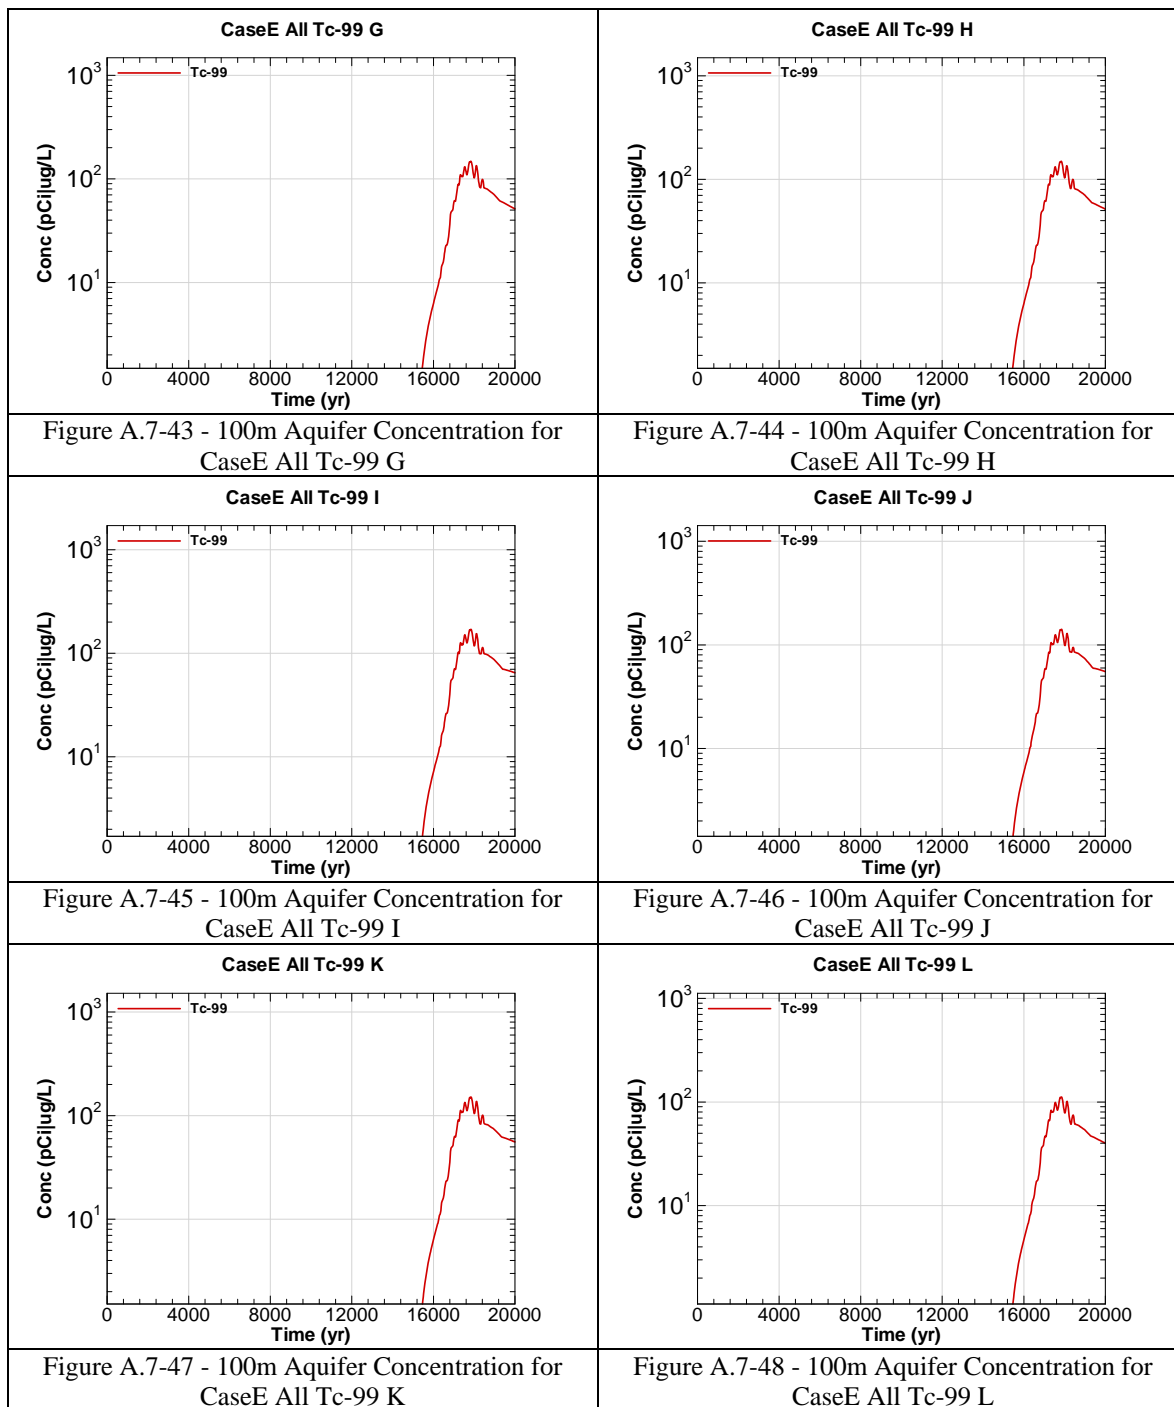 CaseE All Tc-99 G
Tc-99
10^3
10^2
10^1
Conc (pCi|ug/L)
0 4000 8000 12000 16000 20000
Time (yr)
Figure A.7-43 - 100m Aquifer Concentration for
CaseE All Tc-99 G
CaseE All Tc-99 H
Tc-99
10^3
10^2
10^1
Conc (pCi|ug/L)
0 4000 8000 12000 16000 20000
Time (yr)
Figure A.7-44 - 100m Aquifer Concentration for
CaseE All Tc-99 H
CaseE All Tc-99 I
Tc-99
10^3
10^2
10^1
Conc (pCi|ug/L)
0 4000 8000 12000 16000 20000
Time (yr)
Figure A.7-45 - 100m Aquifer Concentration for
CaseE All Tc-99 I
CaseE All Tc-99 J
Tc-99
10^3
10^2
10^1
Conc (pCi|ug/L)
0 4000 8000 12000 16000 20000
Time (yr)
Figure A.7-46 - 100m Aquifer Concentration for
CaseE All Tc-99 J
CaseE All Tc-99 K
Tc-99
10^3
10^2
10^1
Conc (pCi|ug/L)
0 4000 8000 12000 16000 20000
Time (yr)
Figure A.7-47 - 100m Aquifer Concentration for
CaseE All Tc-99 K
CaseE All Tc-99 L
Tc-99
10^3
10^2
10^1
Conc (pCi|ug/L)
0 4000 8000 12000 16000 20000
Time (yr)
Figure A.7-48 - 100m Aquifer Concentration for
CaseE All Tc-99 L